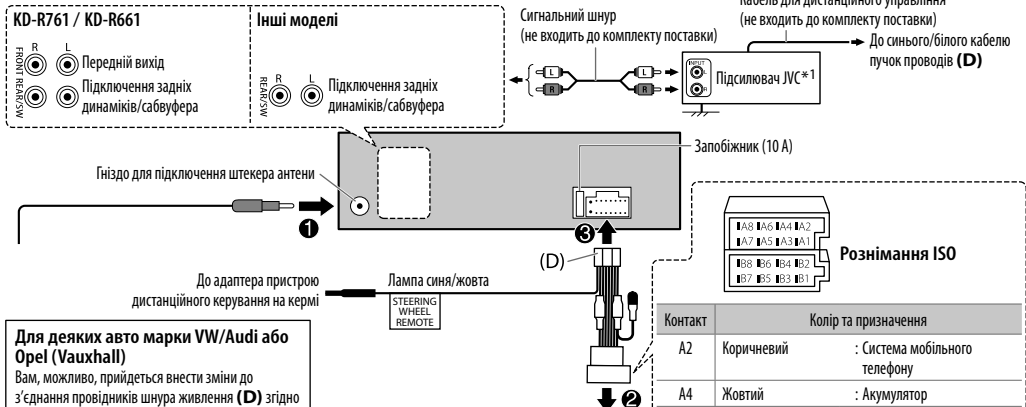 KD-R761 / KD-R661
R L
FRONT
REAR/SW
Передній вихід
Підключення задніх
динаміків/сабвуфера
Інші моделі
R L
REAR/SW
Підключення задніх
динаміків/сабвуфера
Сигнальний шнур
(не входить до комплекту поставки)
L
R
L
R
Кабель для дистанційного управління
(не входить до комплекту поставки)
До синього/білого кабелю
пучок проводів (D)
INPUT
L
R
Підсилювач JVC*1
Запобіжник (10 A)
Гніздо для підключення штекера антени
1
3
(D)
До адаптера пристрою
дистанційного керування на кермі
Лампа синя/жовта
STEERING
WHEEL
REMOTE
2
Для деяких авто марки VW/Audi або
Opel (Vauxhall)
Вам, можливо, прийдеться внести зміни до
з’єднання провідників шнура живлення (D) згідно
A8 A6 A4 A2
A7 A5 A3 A1
B8 B6 B4 B2
B7 B5 B3 B1
Рознімання ISO
Контакт Колір та призначення
A2 Коричневий : Система мобільного
телефону
A4 Жовтий : Акумулятор